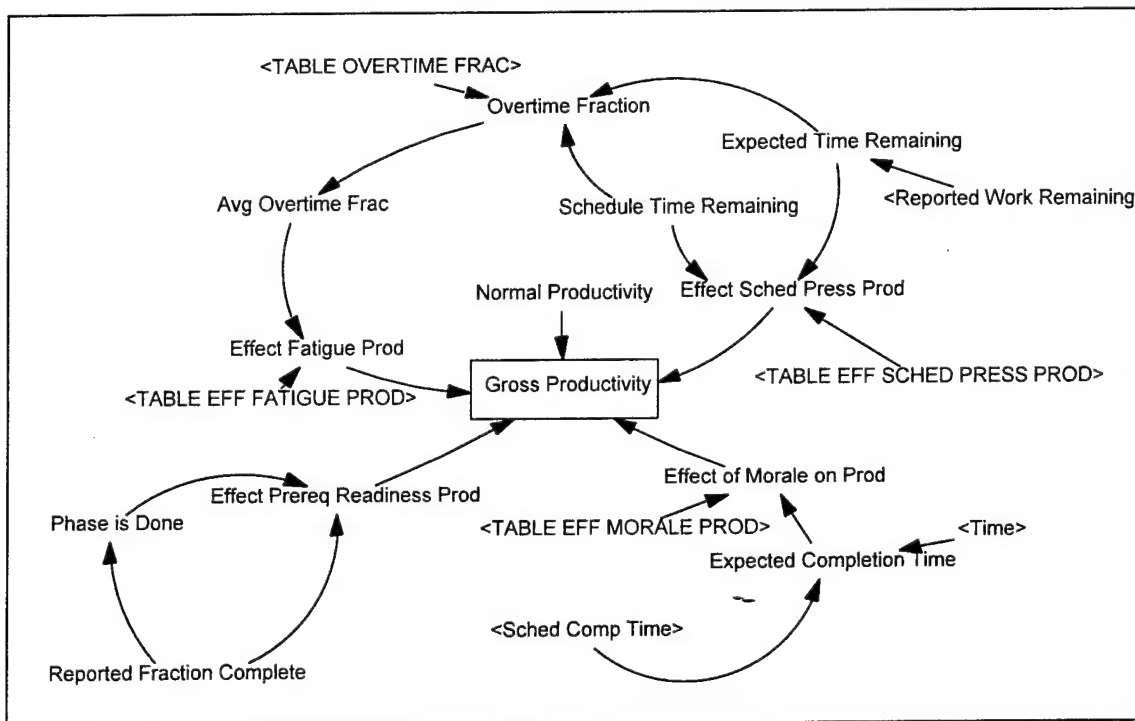 <TABLE OVERTIME FRAC>
Overtime Fraction
Expected Time Remaining
Avg Overtime Frac
Schedule Time Remaining
<Reported Work Remaining
Normal Productivity
Effect Sched Press Prod
Effect Fatigue Prod
Gross Productivity
<TABLE EFF SCHED PRESS PROD>
<TABLE EFF FATIGUE PROD>
Effect of Morale on Prod
Effect Prereq Readiness Prod
Phase is Done
<TABLE EFF MORALE PROD>
<Time>
Expected Completion Time
<Sched Comp Time>
Reported Fraction Complete